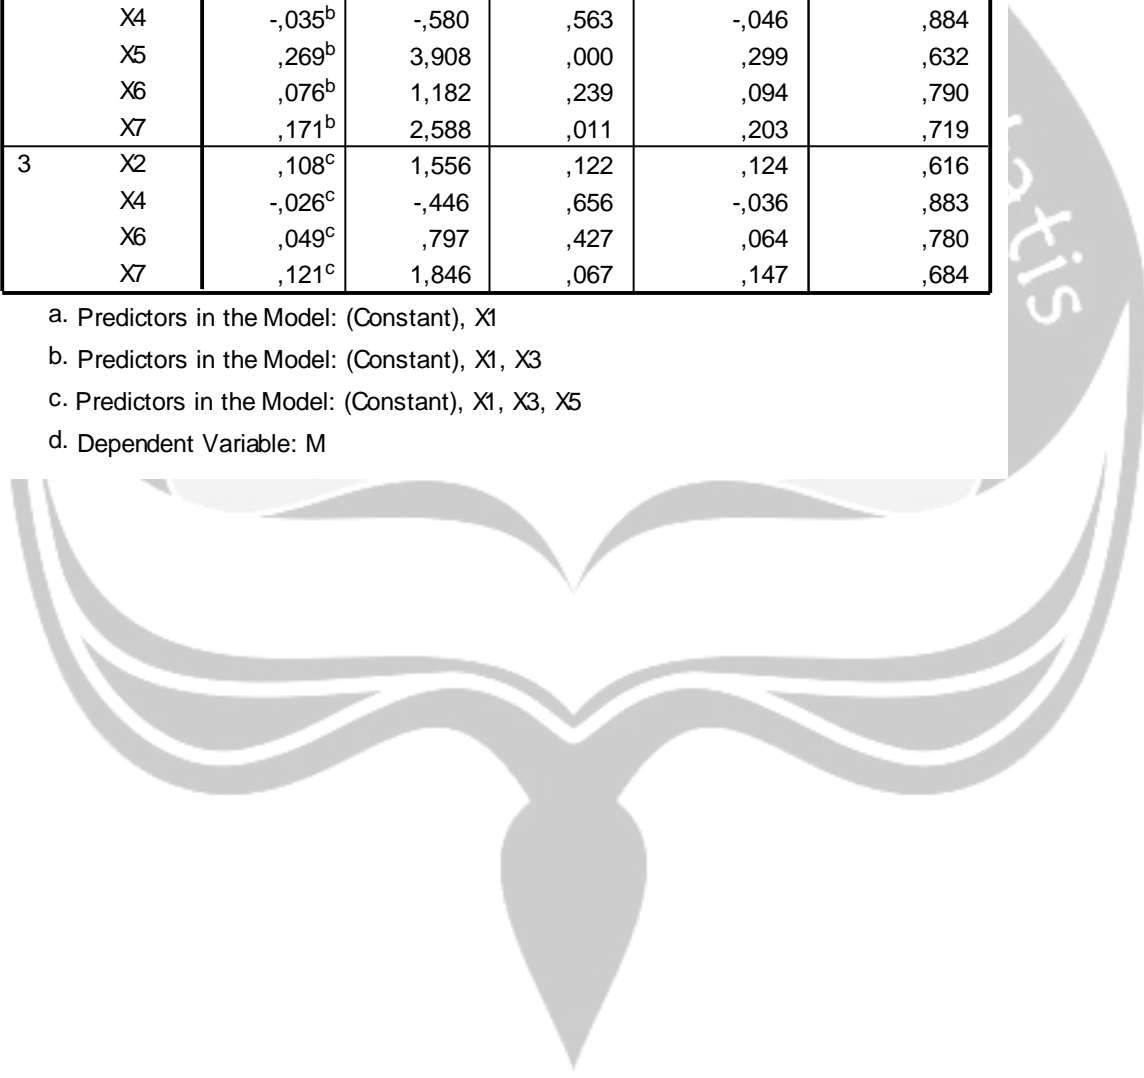 X4 -,035b -,580 ,563 -,046 ,884
X5 ,269b 3,908 ,000 ,299 ,632
X6 ,076b 1,182 ,239 ,094 ,790
X7 ,171b 2,588 ,011 ,203 ,719
3 X2 ,108c 1,556 ,122 ,124 ,616
X4 -,026c -,446 ,656 -,036 ,883
X6 ,049c ,797 ,427 ,064 ,780
X7 ,121c 1,846 ,067 ,147 ,684
a. Predictors in the Model: (Constant), X1
b. Predictors in the Model: (Constant), X1, X3
c. Predictors in the Model: (Constant), X1, X3, X5
d. Dependent Variable: M